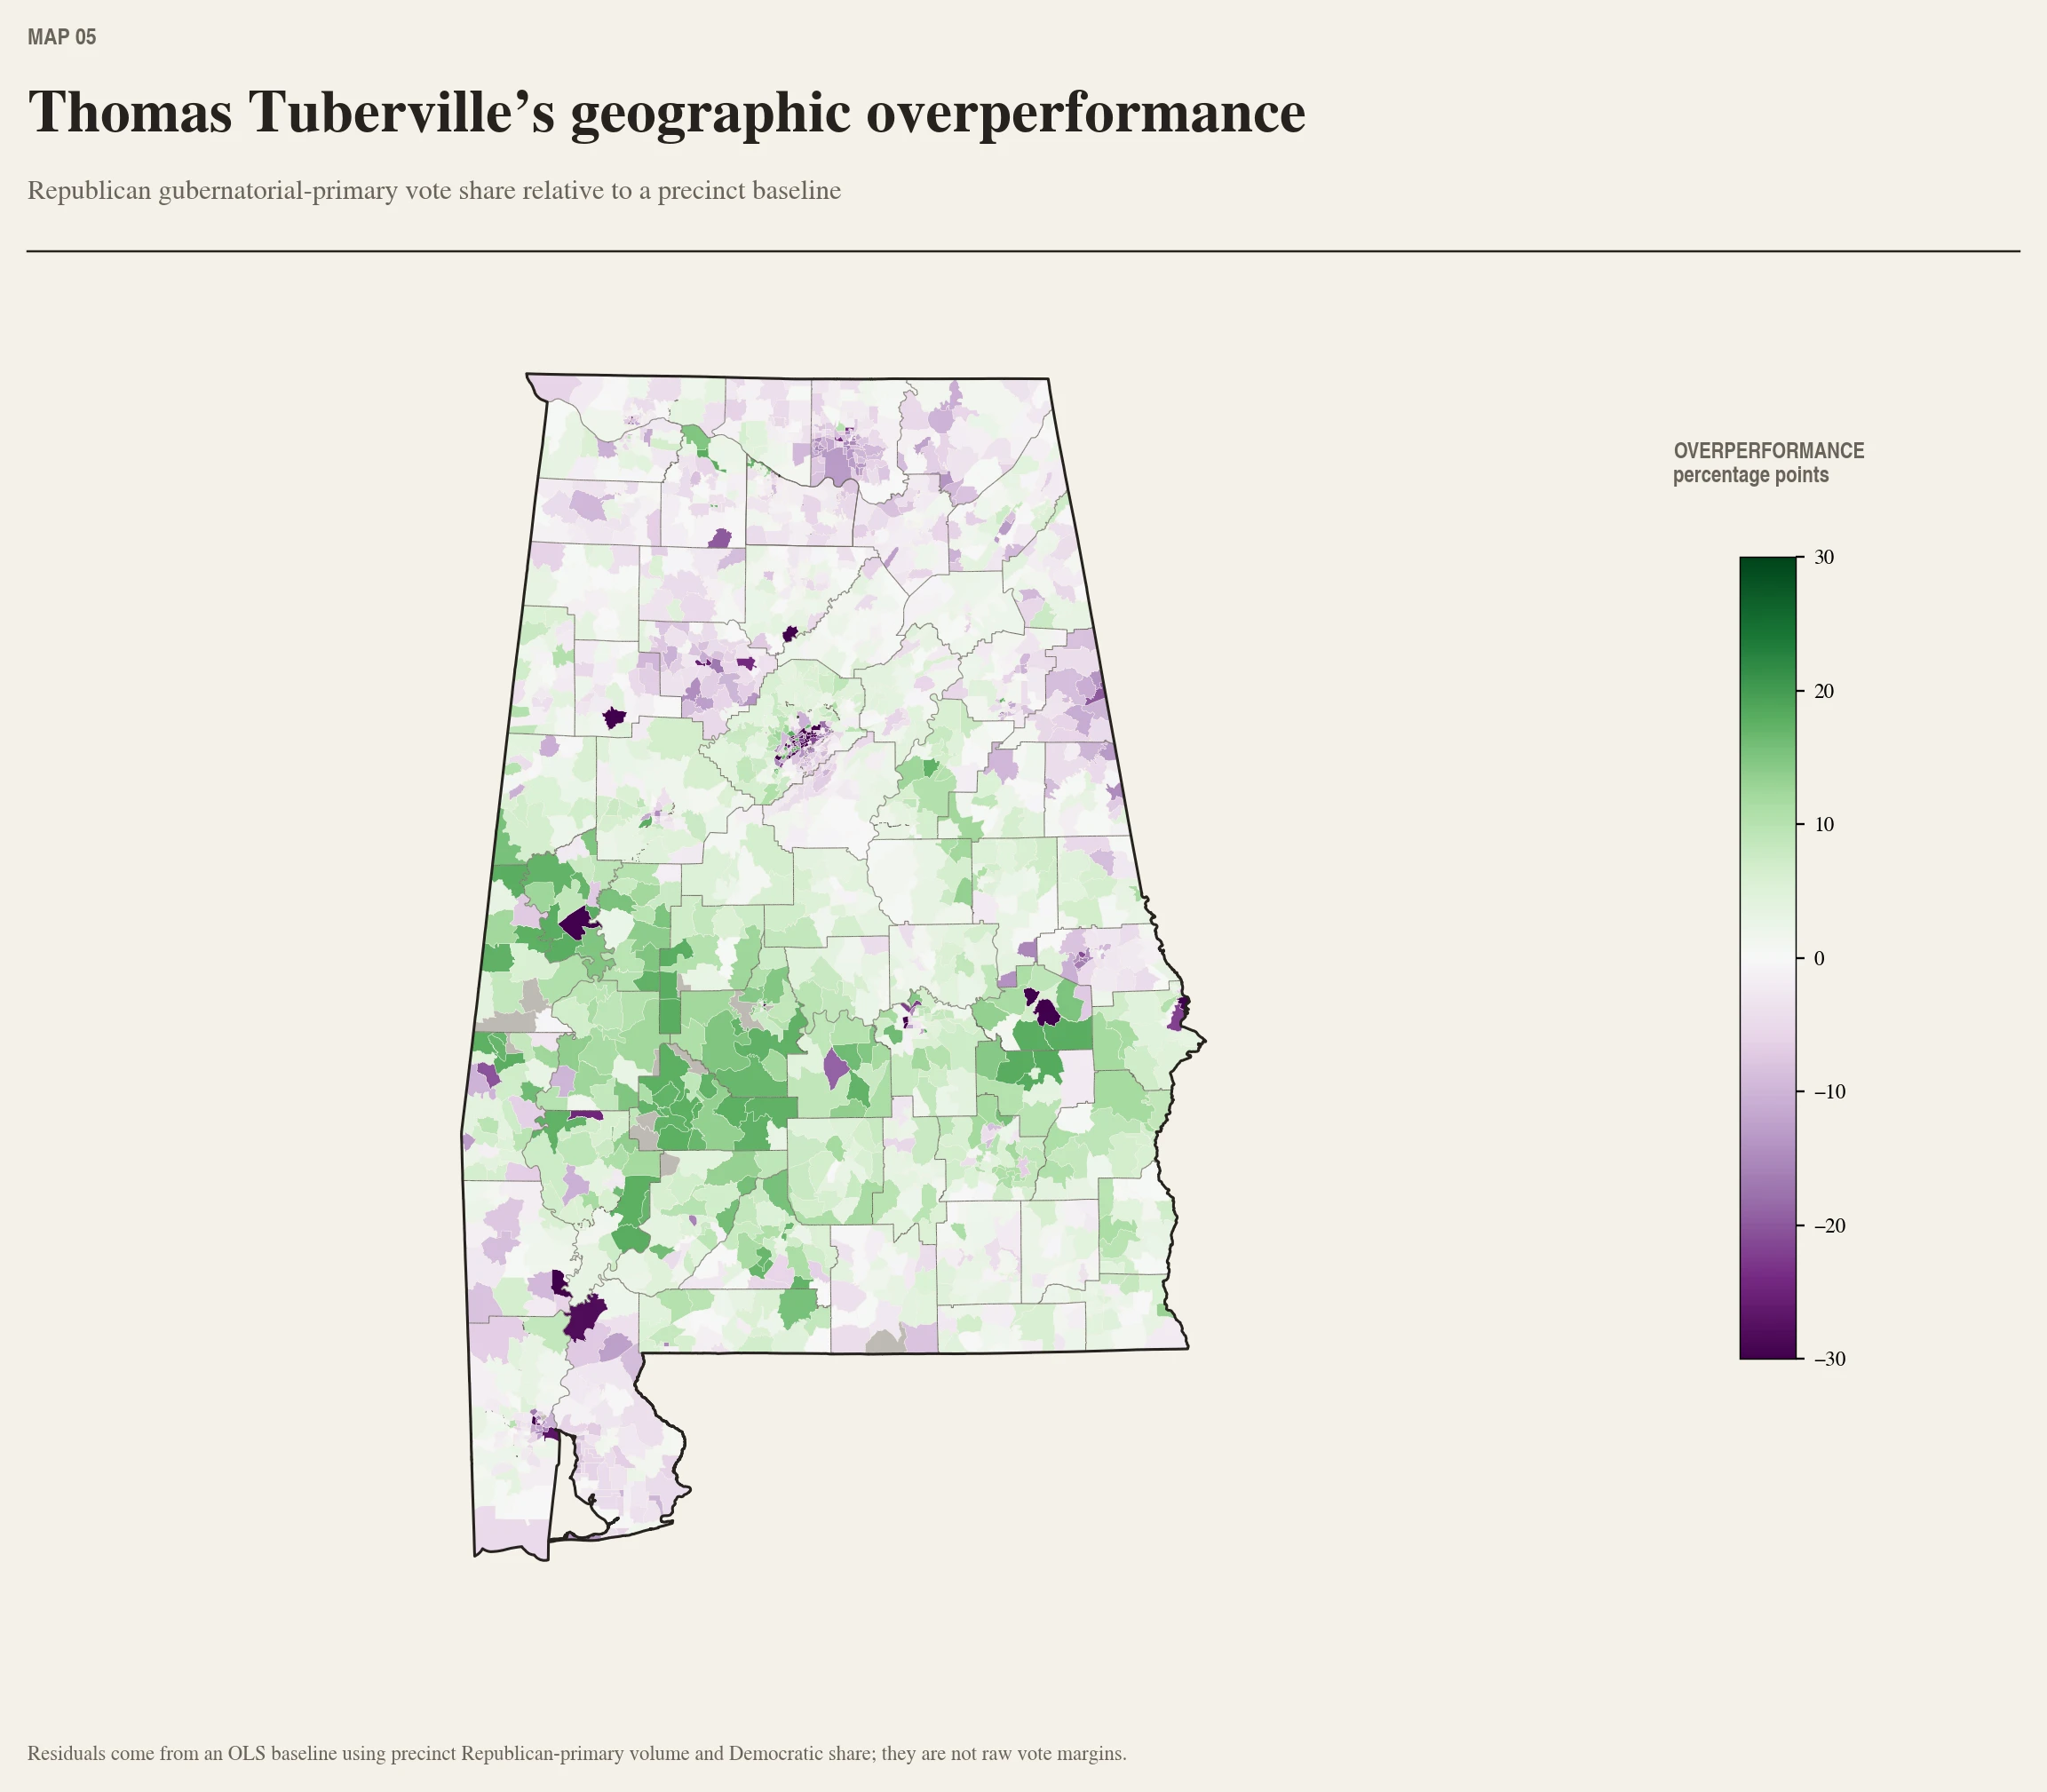 MAP 05
Thomas Tuberville’s geographic overperformance
Republican gubernatorial-primary vote share relative to a precinct baseline
OVERPERFORMANCE
percentage points
30
20
10
0
−10
−20
−30
Residuals come from an OLS baseline using precinct Republican-primary volume and Democratic share; they are not raw vote margins.